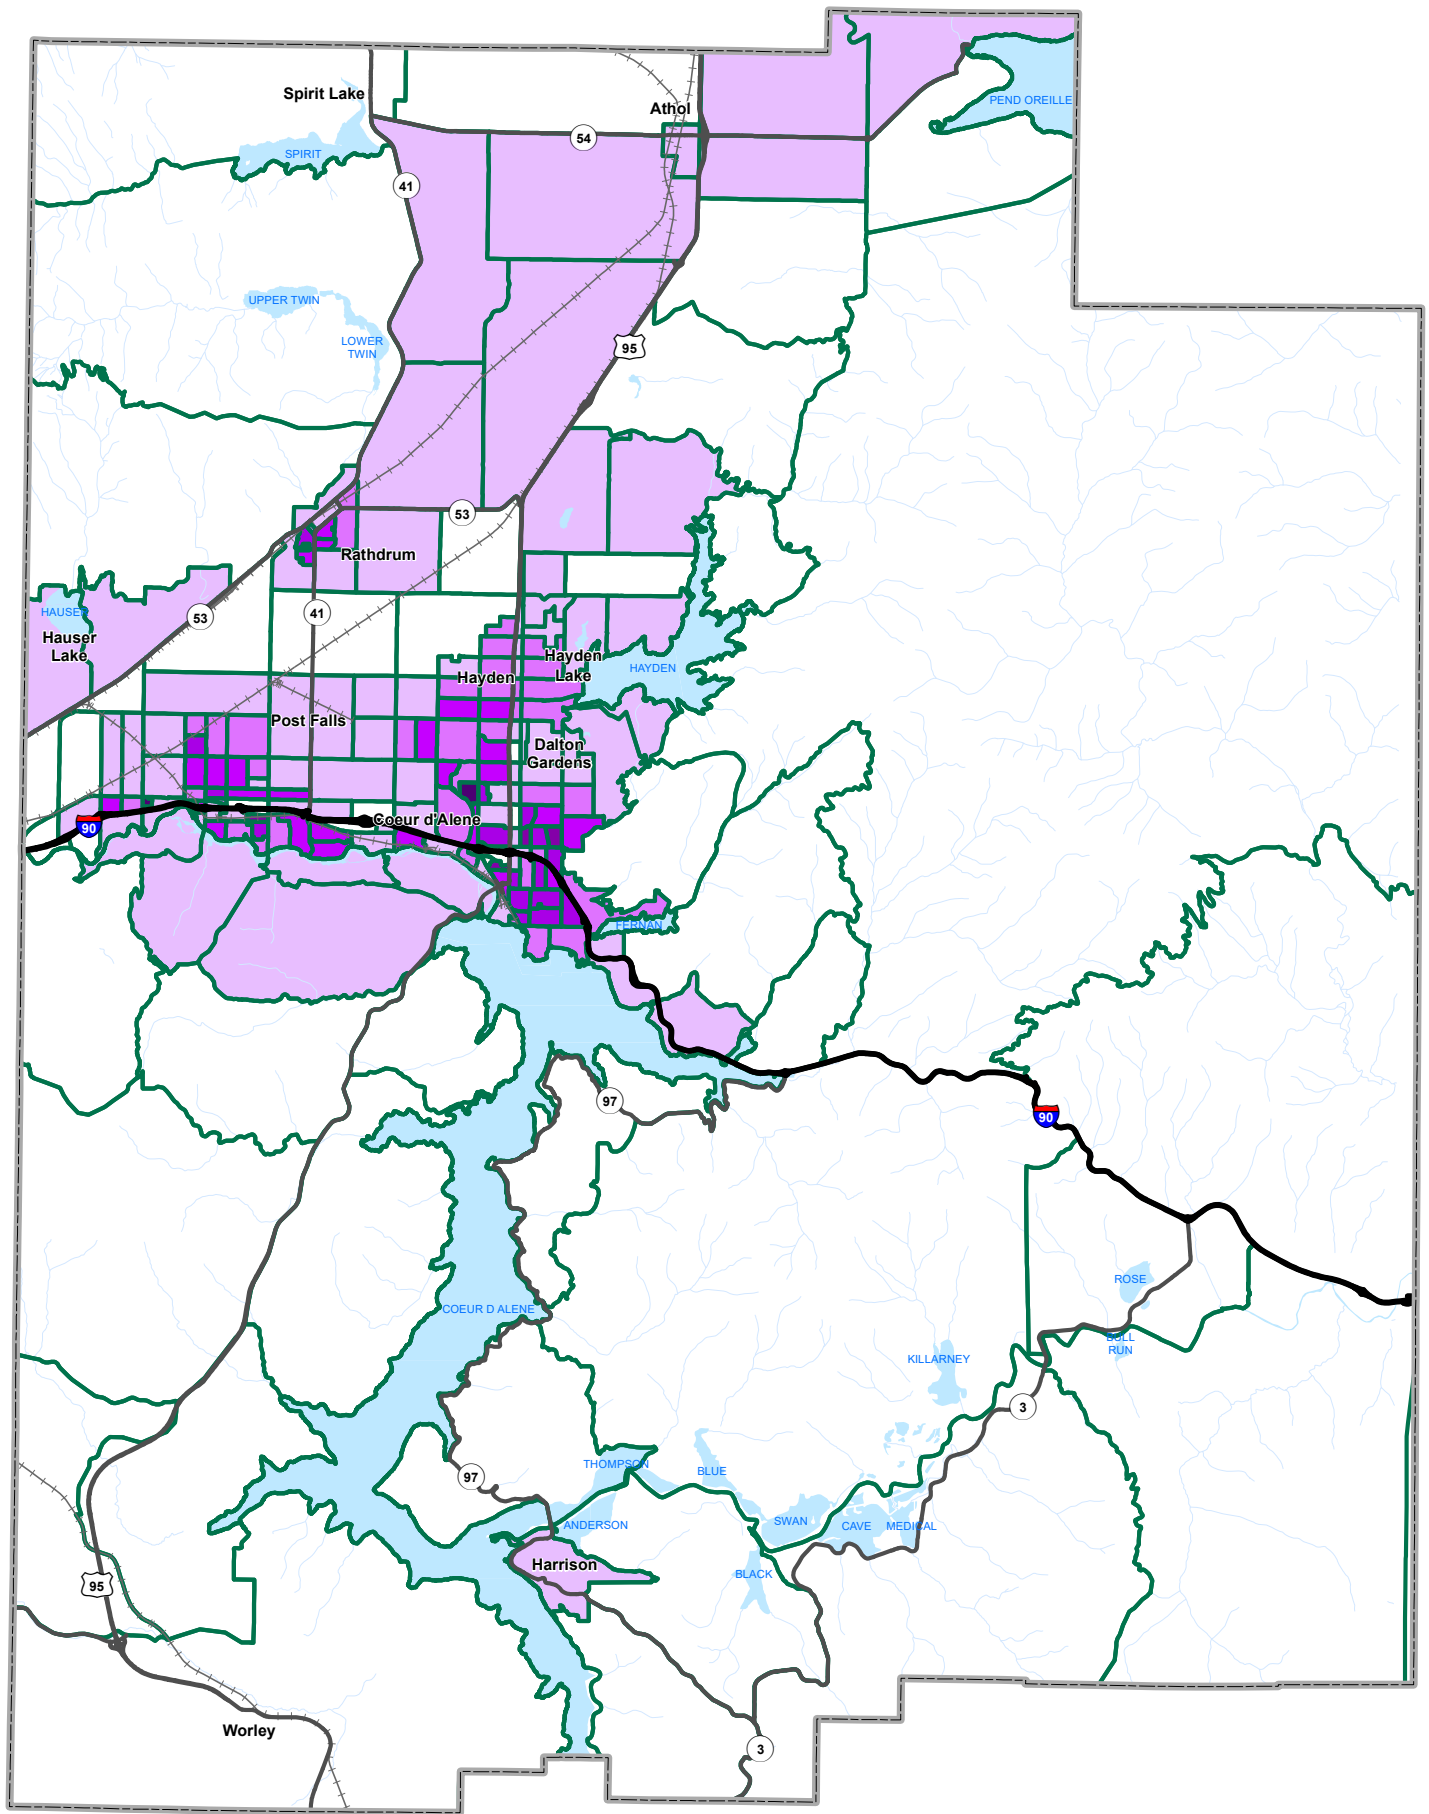 Spirit Lake
Athol
PEND OREILLE
54
SPIRIT
41
UPPER TWIN
LOWER
TWIN
95
53
Rathdrum
HAUSER
53
41
Hauser
Lake
Hayden
Lake
HAYDEN
Hayden
Post Falls
Dalton
Gardens
90
Coeur d'Alene
FERNAN
97
90
ROSE
COEUR D ALENE
BULL
RUN
KILLARNEY
3
THOMPSON
BLUE
97
SWAN
CAVE
MEDICAL
ANDERSON
Harrison
BLACK
95
Worley
3